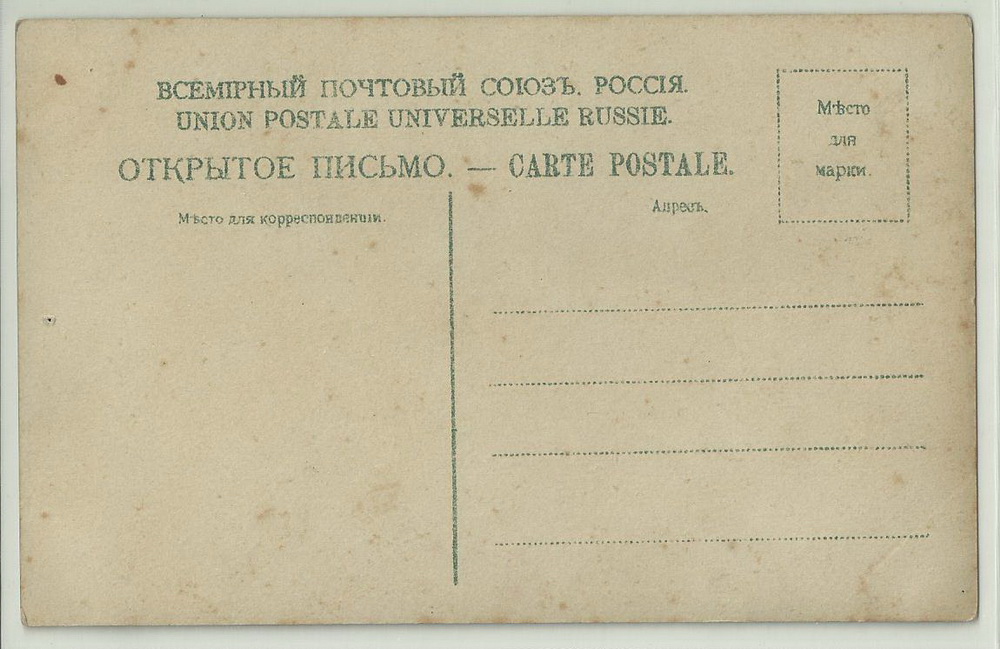 ВСЕМІРНЫЙ ПОЧТОВЫЙ СОЮЗЪ. РОССІЯ.
UNION POSTALE UNIVERSELLE RUSSIE.
ОТКРЫТОЕ ПИСЬМО. — CARTE POSTALE.
Мѣсто для корреспонденціи.
Адресъ.
Мѣсто
для
марки.